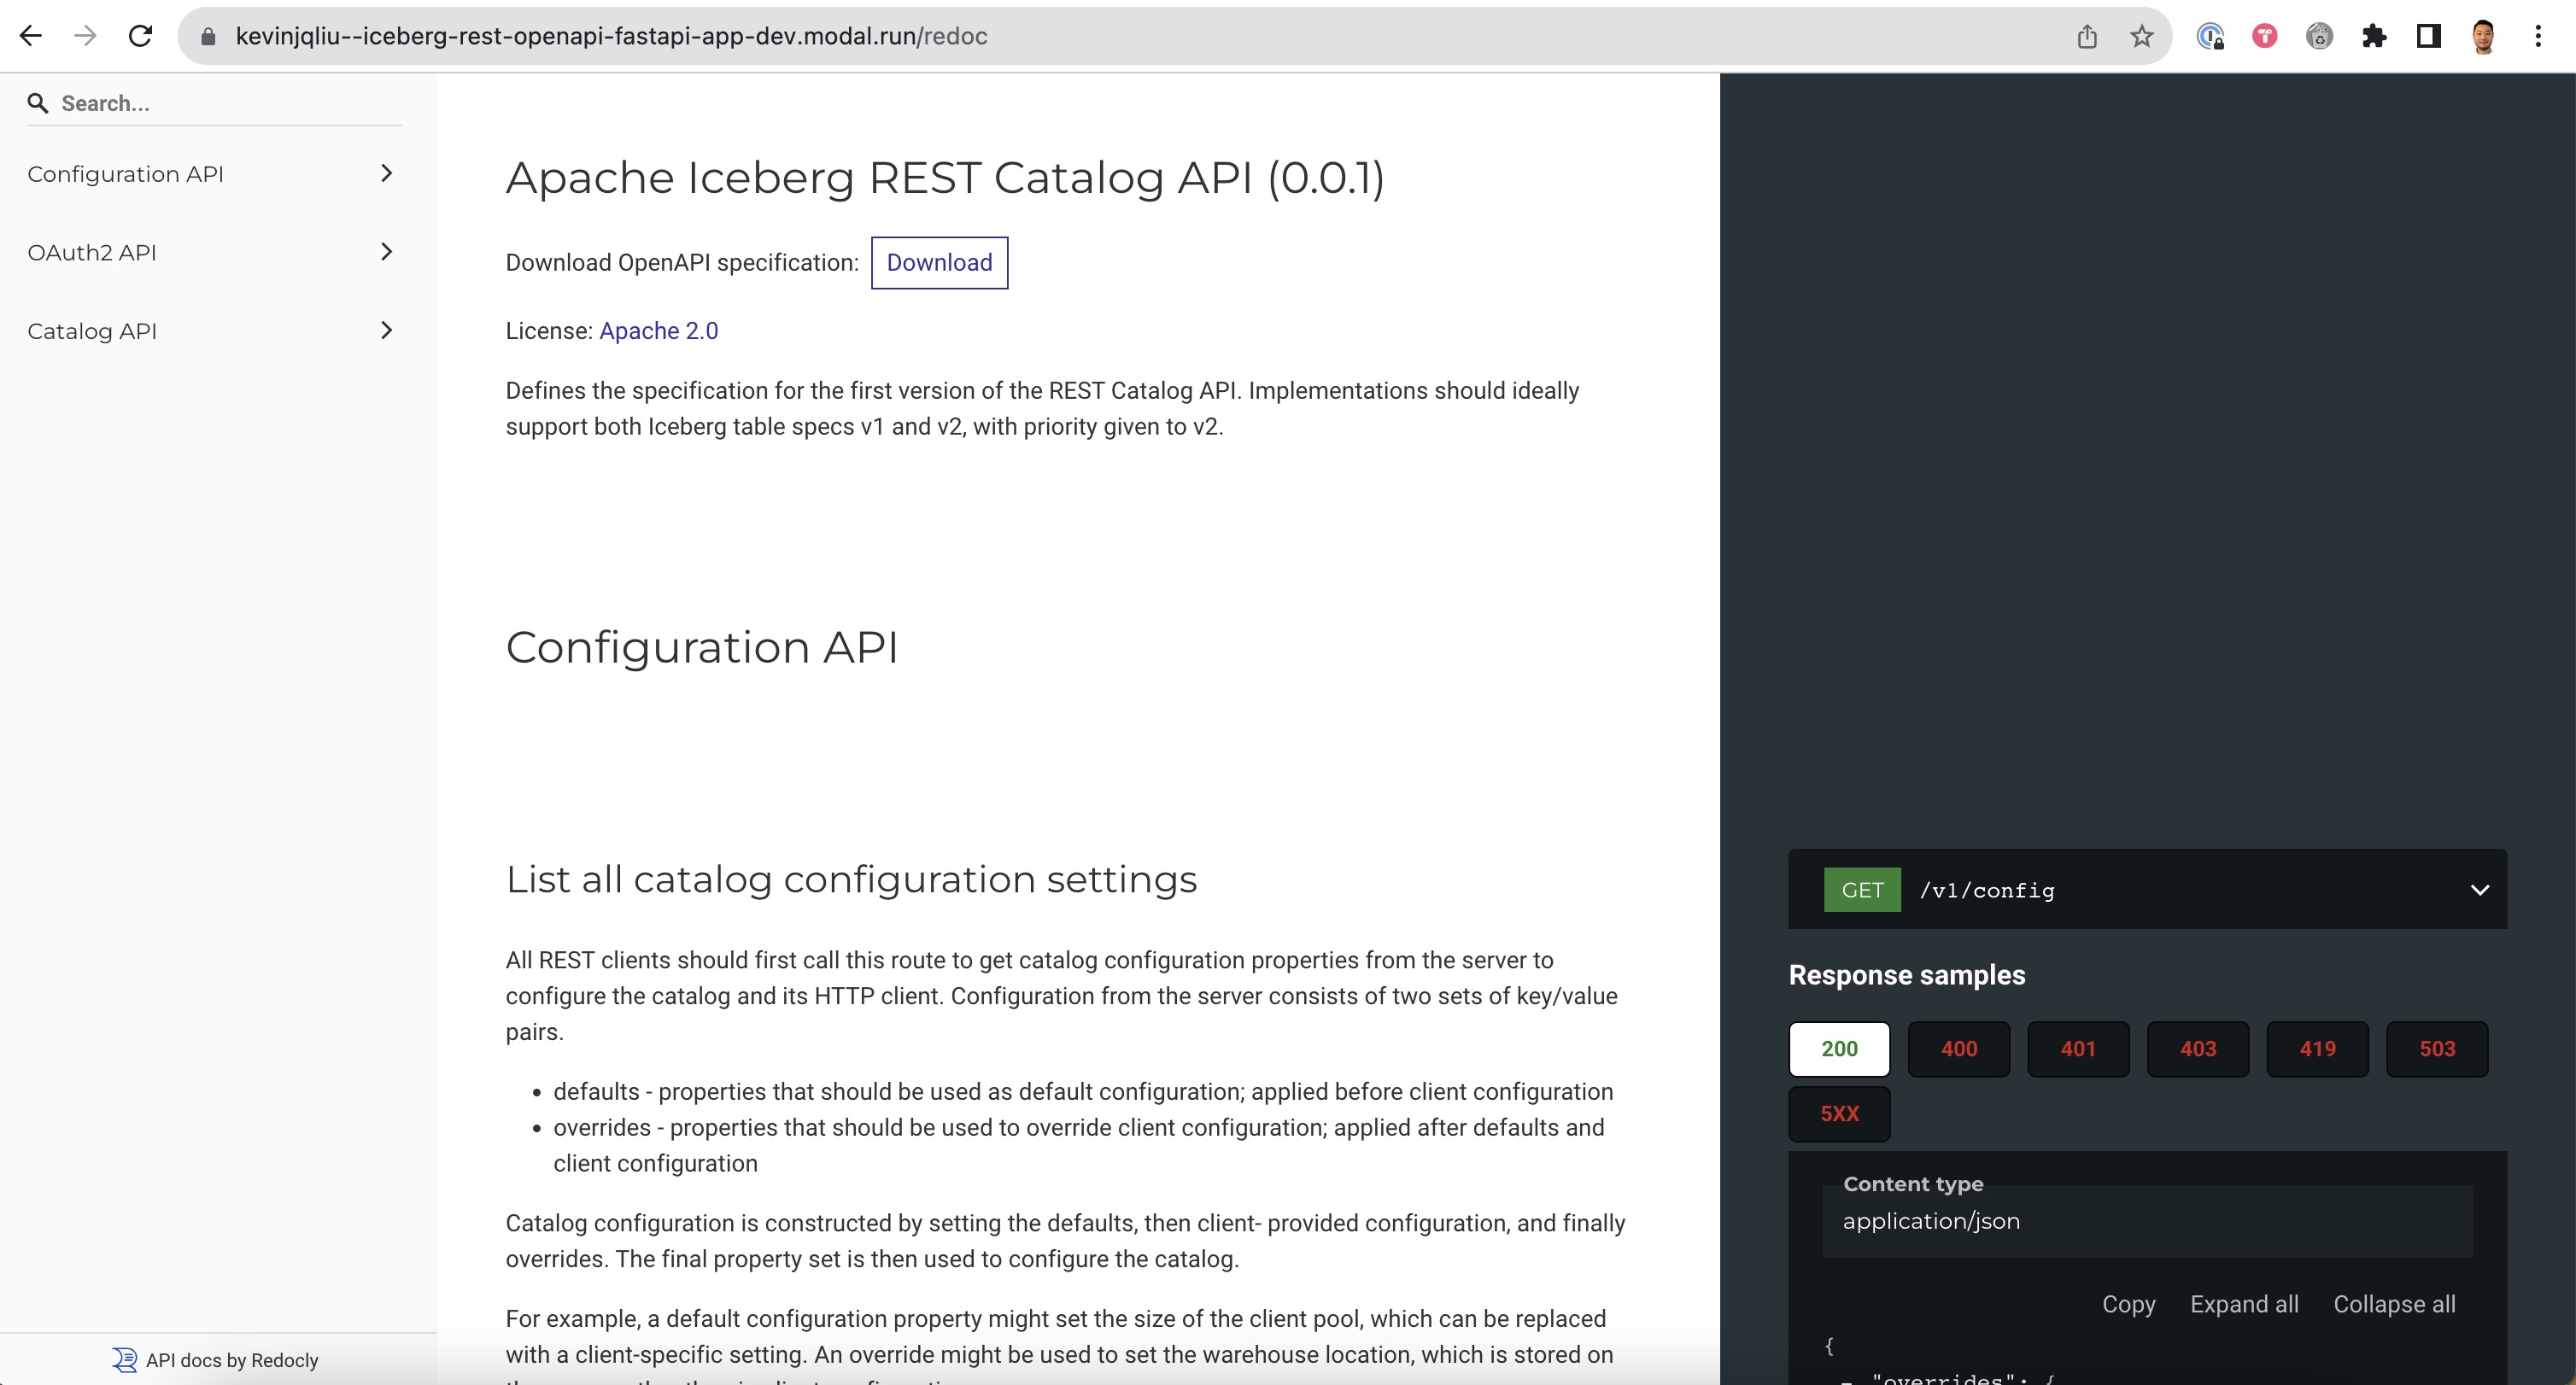 kevinjqliu--iceberg-rest-openapi-fastapi-app-dev.modal.run/redoc
Search...
Configuration API
OAuth2 API
Catalog API
API docs by Redocly
Apache Iceberg REST Catalog API (0.0.1)
Download OpenAPI specification: Download
License: Apache 2.0
Defines the specification for the first version of the REST Catalog API. Implementations should ideally
support both Iceberg table specs v1 and v2, with priority given to v2.
Configuration API
List all catalog configuration settings
All REST clients should first call this route to get catalog configuration properties from the server to
configure the catalog and its HTTP client. Configuration from the server consists of two sets of key/value
pairs.
• defaults - properties that should be used as default configuration; applied before client configuration
• overrides - properties that should be used to override client configuration; applied after defaults and
client configuration
Catalog configuration is constructed by setting the defaults, then client- provided configuration, and finally
overrides. The final property set is then used to configure the catalog.
For example, a default configuration property might set the size of the client pool, which can be replaced
with a client-specific setting. An override might be used to set the warehouse location, which is stored on
GET /v1/config
Response samples
200 400 401 403 419 503
5XX
Content type
application/json
Copy Expand all Collapse all
{
- "overrides": {